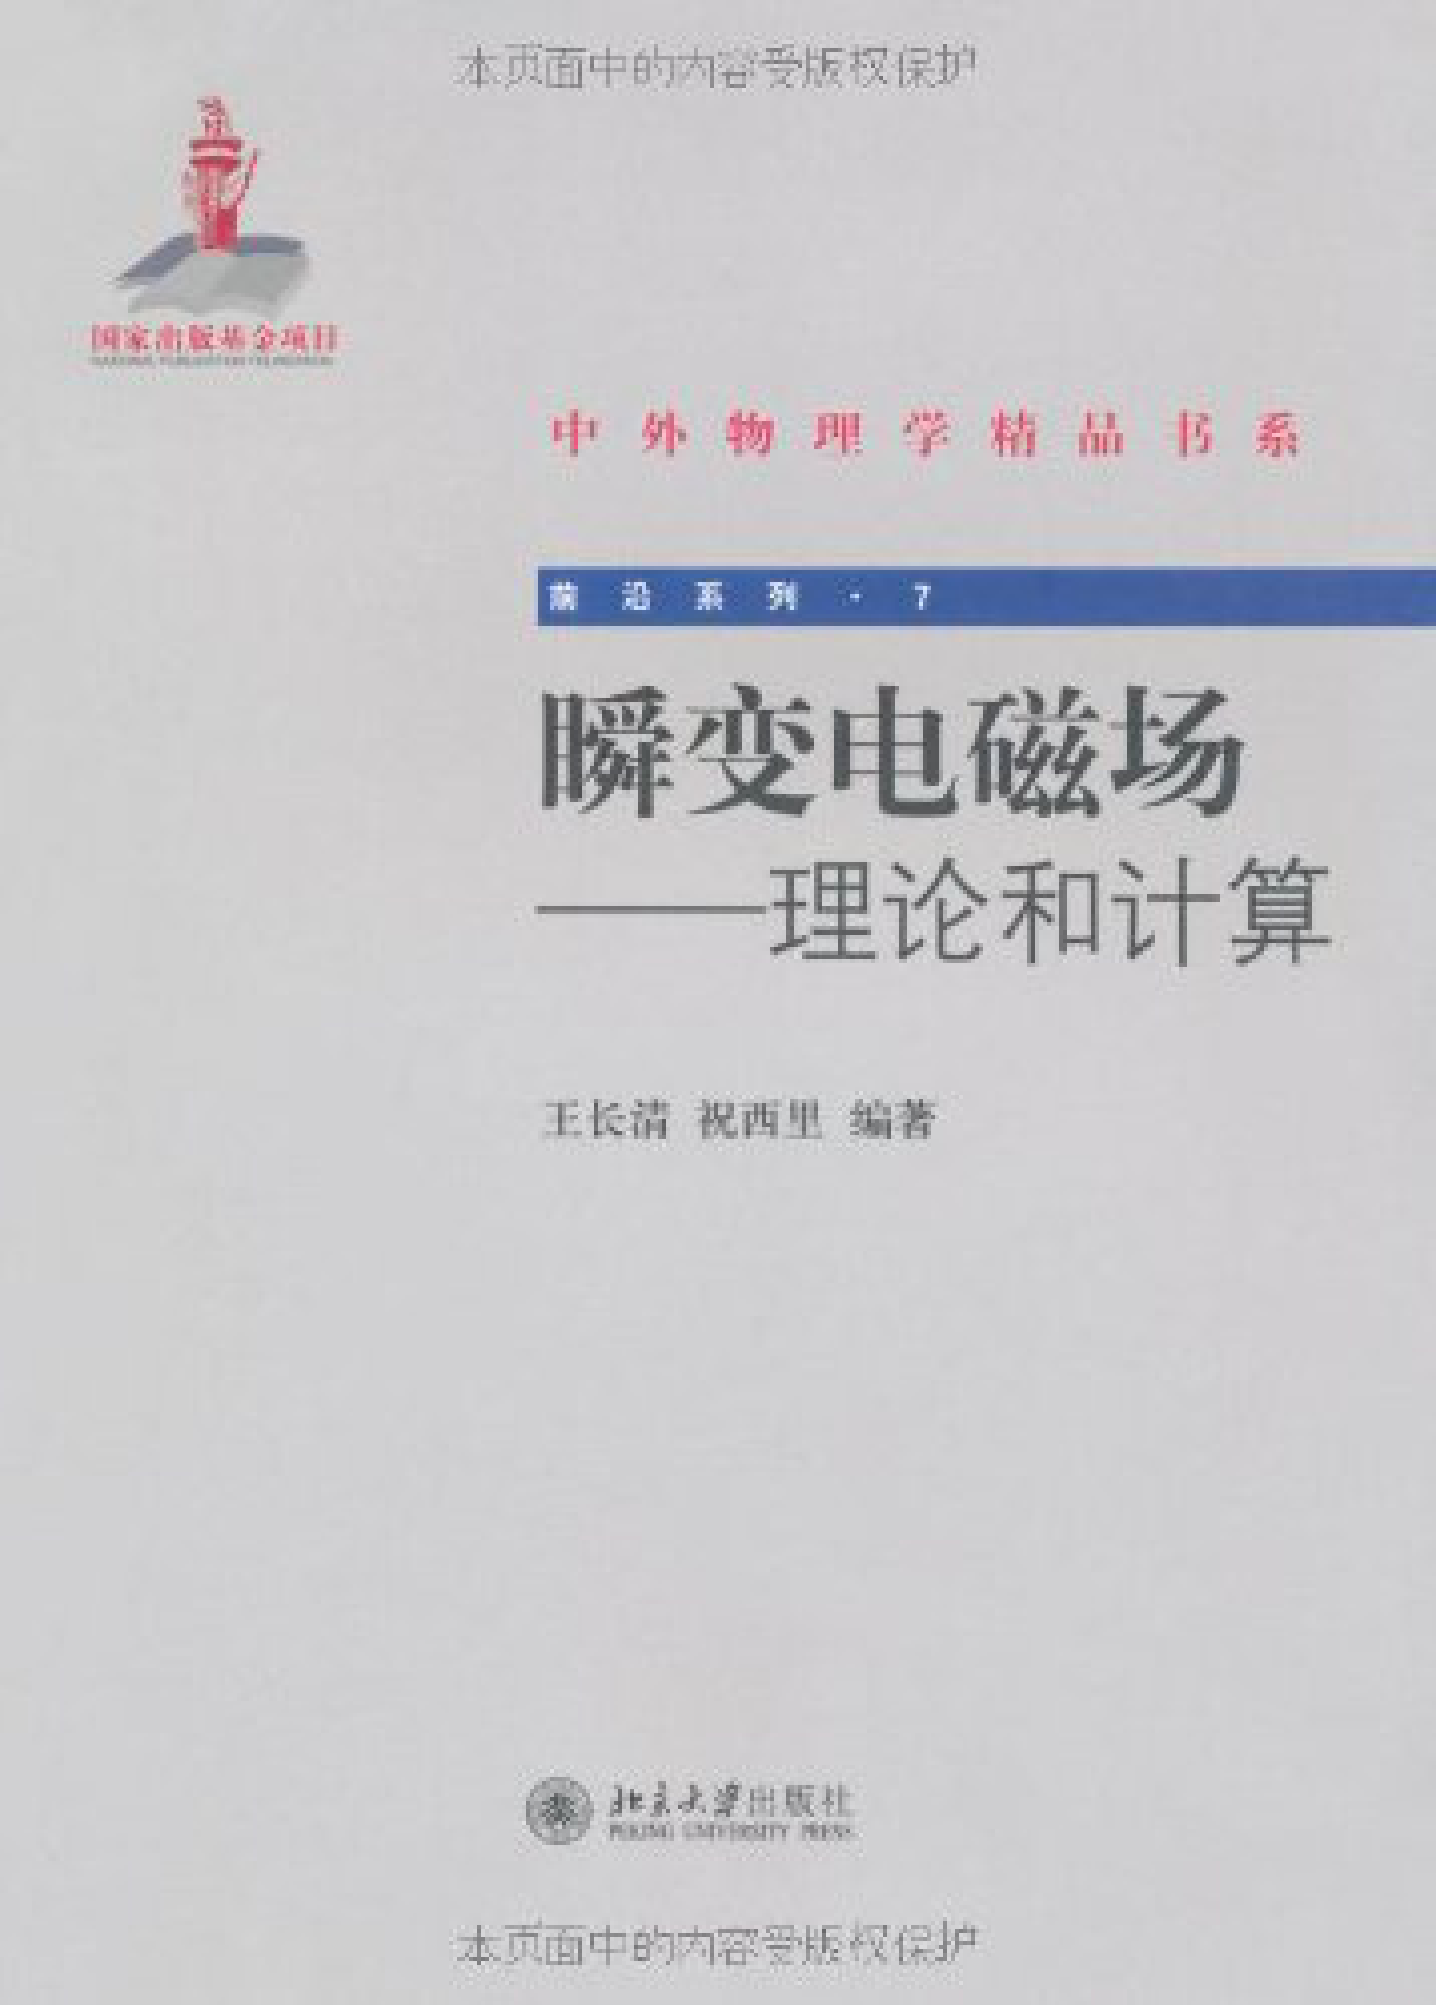 本页面中的内容受版权保护
国家出版基金项目
NATIONAL PUBLICATION FOUNDATION
中外物理学精品书系
前沿系列·7
瞬变电磁场
——理论和计算
王长清 祝西里 编著
北京大学出版社
PEKING UNIVERSITY PRESS
本页面中的内容受版权保护